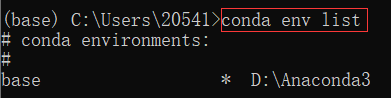 (base) C:\Users\20541>conda env list
# conda environments:
#
base                  *  D:\Anaconda3